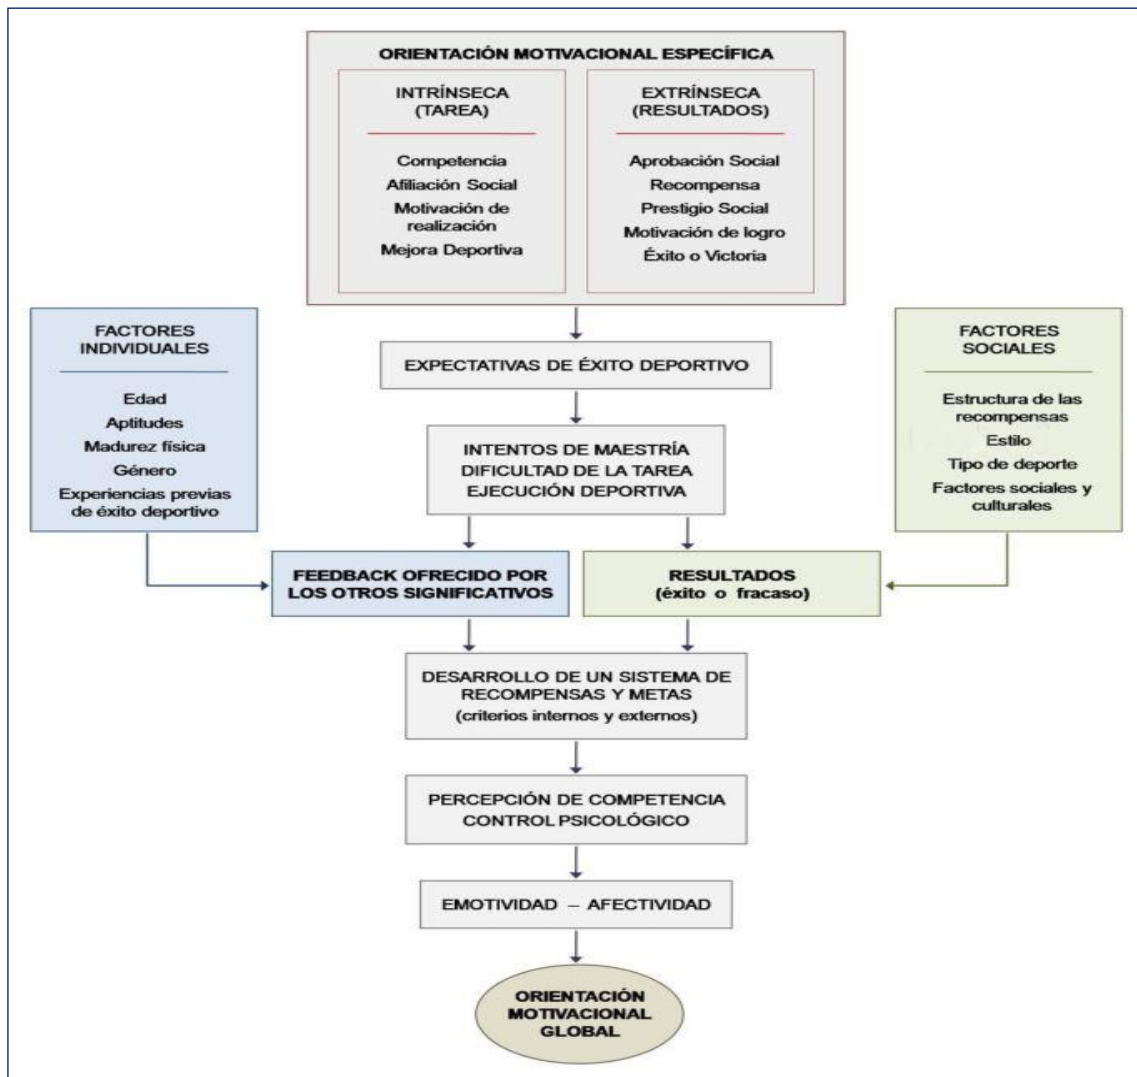 ORIENTACIÓN MOTIVACIONAL ESPECÍFICA
INTRÍNSECA
(TAREA)
Competencia
Afiliación Social
Motivación de
realización
Mejora Deportiva
EXTRÍNSECA
(RESULTADOS)
Aprobación Social
Recompensa
Prestigio Social
Motivación de logro
Éxito o Victoria
FACTORES
INDIVIDUALES
Edad
Aptitudes
Madurez física
Género
Experiencias previas
de éxito deportivo
EXPECTATIVAS DE ÉXITO DEPORTIVO
INTENTOS DE MAESTRÍA
DIFICULTAD DE LA TAREA
EJECUCIÓN DEPORTIVA
FACTORES
SOCIALES
Estructura de las
recompensas
Estilo
Tipo de deporte
Factores sociales y
culturales
FEEDBACK OFRECIDO POR
LOS OTROS SIGNIFICATIVOS
RESULTADOS
(éxito o fracaso)
DESARROLLO DE UN SISTEMA DE
RECOMPENSAS Y METAS
(criterios internos y externos)
PERCEPCIÓN DE COMPETENCIA
CONTROL PSICOLÓGICO
EMOTIVIDAD – AFECTIVIDAD
ORIENTACIÓN
MOTIVACIONAL
GLOBAL